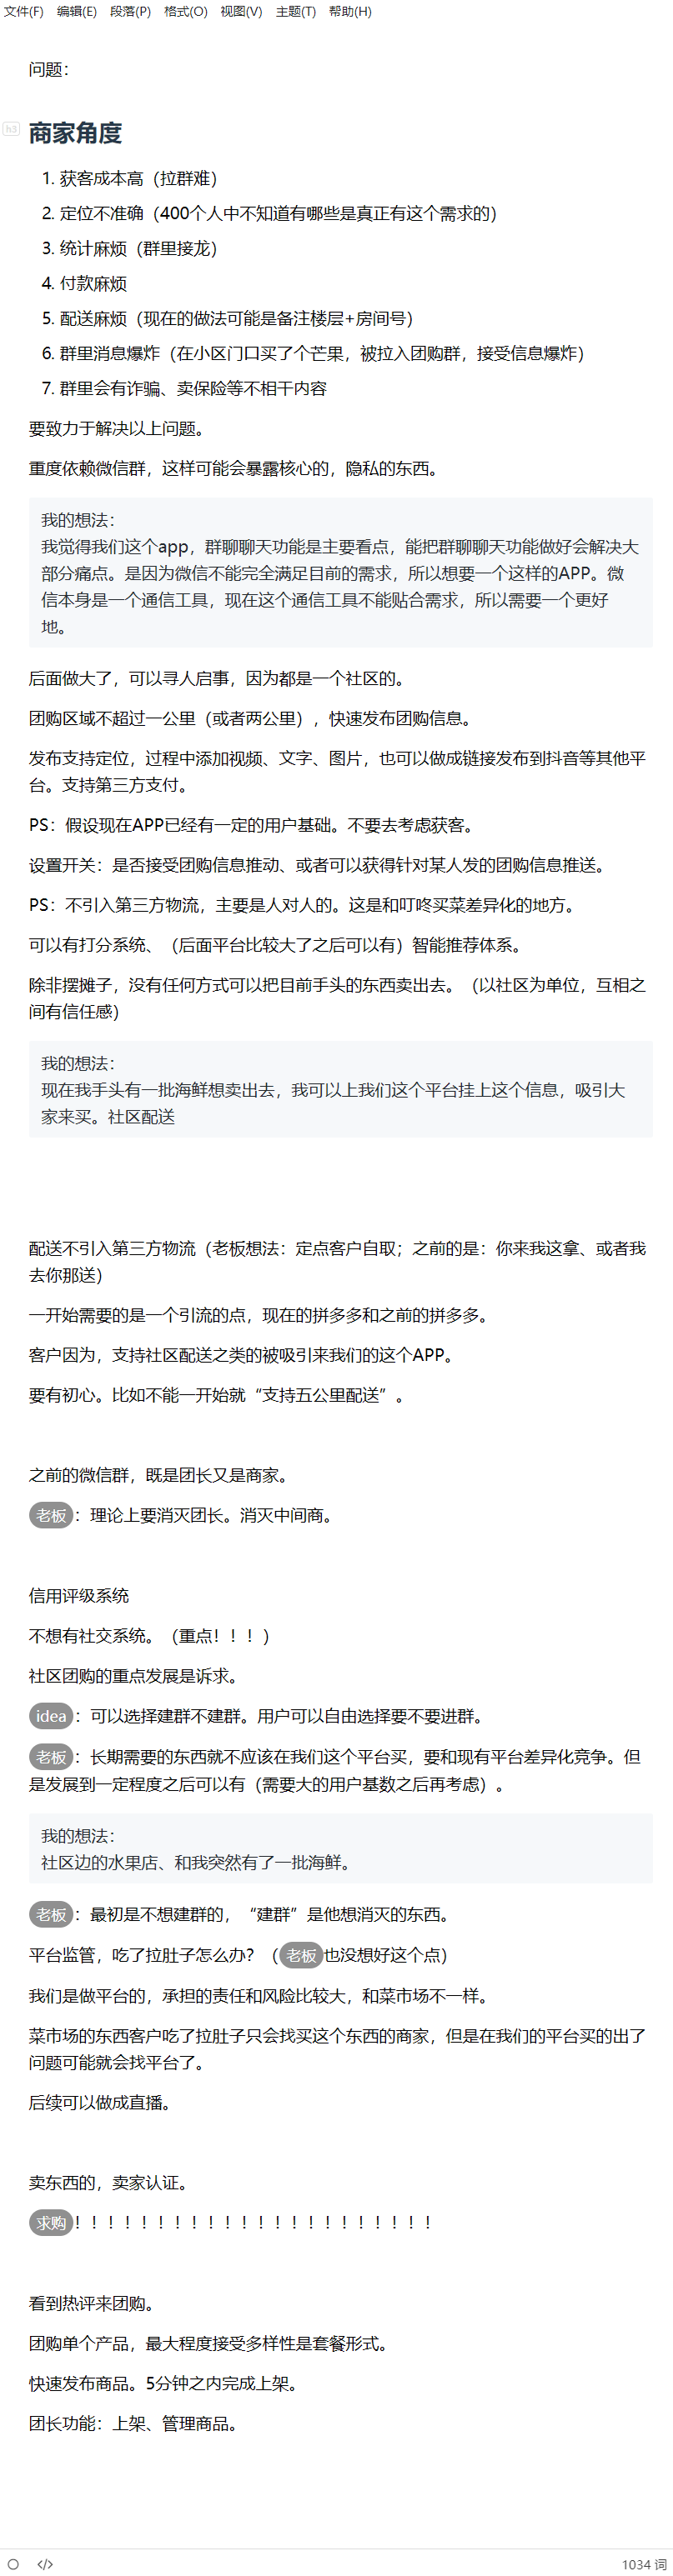 文件(F) 编辑(E) 段落(P) 格式(O) 视图(V) 主题(T) 帮助(H)
问题：
h3 商家角度
1. 获客成本高（拉群难）
2. 定位不准确（400个人中不知道有哪些是真正有这个需求的）
3. 统计麻烦（群里接龙）
4. 付款麻烦
5. 配送麻烦（现在的做法可能是备注楼层+房间号）
6. 群里消息爆炸（在小区门口买了个芒果，被拉入团购群，接受信息爆炸）
7. 群里会有诈骗、卖保险等不相干内容
要致力于解决以上问题。
重度依赖微信群，这样可能会暴露核心的，隐私的东西。
我的想法：
我觉得我们这个app，群聊聊天功能是主要看点，能把群聊聊天功能做好会解决大
部分痛点。是因为微信不能完全满足目前的需求，所以想要一个这样的APP。微
信本身是一个通信工具，现在这个通信工具不能贴合需求，所以需要一个更好
地。
后面做大了，可以寻人启事，因为都是一个社区的。
团购区域不超过一公里（或者两公里），快速发布团购信息。
发布支持定位，过程中添加视频、文字、图片，也可以做成链接发布到抖音等其他平
台。支持第三方支付。
PS：假设现在APP已经有一定的用户基础。不要去考虑获客。
设置开关：是否接受团购信息推动、或者可以获得针对某人发的团购信息推送。
PS：不引入第三方物流，主要是人对人的。这是和叮咚买菜差异化的地方。
可以有打分系统、（后面平台比较大了之后可以有）智能推荐体系。
除非摆摊子，没有任何方式可以把目前手头的东西卖出去。（以社区为单位，互相之
间有信任感）
我的想法：
现在我手头有一批海鲜想卖出去，我可以上我们这个平台挂上这个信息，吸引大
家来买。社区配送
配送不引入第三方物流（老板想法：定点客户自取；之前的是：你来我这拿、或者我
去你那送）
一开始需要的是一个引流的点，现在的拼多多和之前的拼多多。
客户因为，支持社区配送之类的被吸引来我们的这个APP。
要有初心。比如不能一开始就“支持五公里配送”。
之前的微信群，既是团长又是商家。
老板：理论上要消灭团长。消灭中间商。
信用评级系统
不想有社交系统。（重点！！！）
社区团购的重点发展是诉求。
idea：可以选择建群不建群。用户可以自由选择要不要进群。
老板：长期需要的东西就不应该在我们这个平台买，要和现有平台差异化竞争。但
是发展到一定程度之后可以有（需要大的用户基数之后再考虑）。
我的想法：
社区边的水果店、和我突然有了一批海鲜。
老板：最初是不想建群的，“建群”是他想消灭的东西。
平台监管，吃了拉肚子怎么办？（老板也没想好这个点）
我们是做平台的，承担的责任和风险比较大，和菜市场不一样。
菜市场的东西客户吃了拉肚子只会找买这个东西的商家，但是在我们的平台买的出了
问题可能就会找平台了。
后续可以做成直播。
卖东西的，卖家认证。
求购！！！！！！！！！！！！！！！！！！！！！！
看到热评来团购。
团购单个产品，最大程度接受多样性是套餐形式。
快速发布商品。5分钟之内完成上架。
团长功能：上架、管理商品。
</> 1034 词